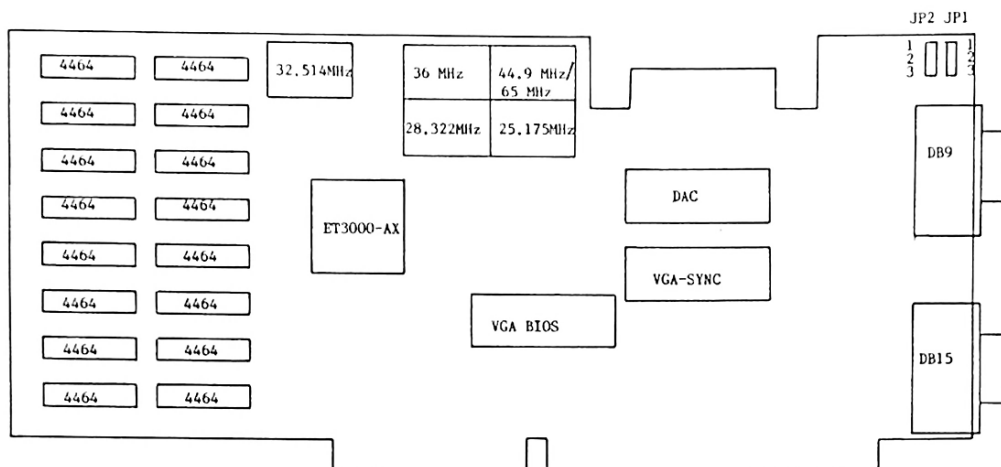 JP2 JP1
1
2
3
1
2
3
4464 4464
4464 4464
4464 4464
4464 4464
4464 4464
4464 4464
4464 4464
4464 4464
32.514MHz
36 MHz
44.9 MHz/
65 MHz
28.322MHz
25.175MHz
ET3000-AX
DAC
VGA-SYNC
VGA BIOS
DB9
DB15